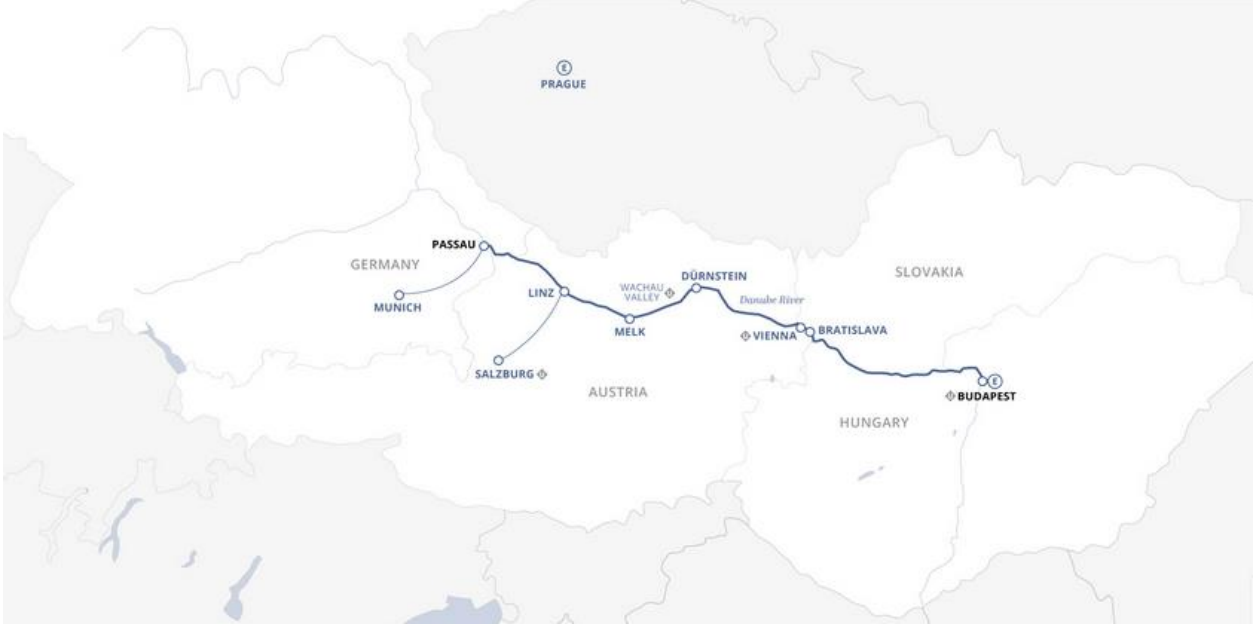 E
PRAGUE
PASSAU
GERMANY
MUNICH
LINZ
SALZBURG
MELK
WACHAU
VALLEY
DÜRNSTEIN
Danube River
VIENNA
BRATISLAVA
SLOVAKIA
AUSTRIA
HUNGARY
E
BUDAPEST